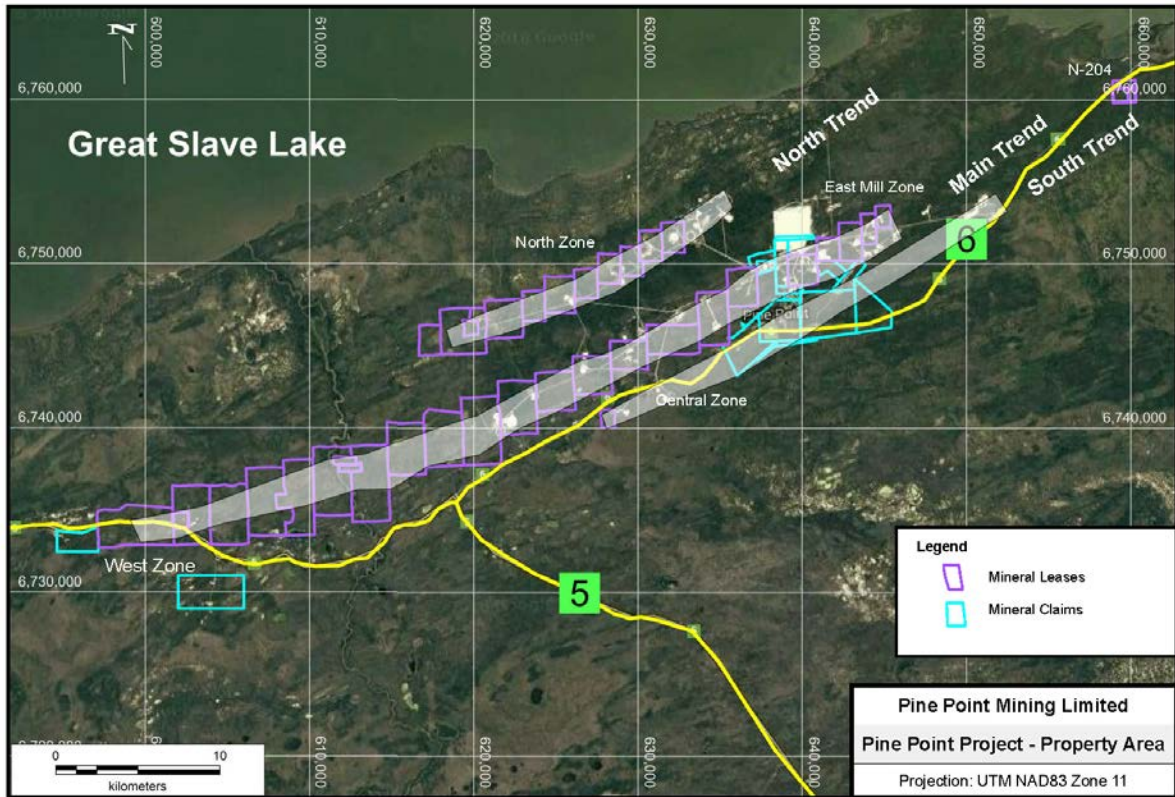 N
600,000
610,000
620,000
630,000
640,000
650,000
660,000
N-204
6,760,000
6,760,000
Great Slave Lake
North Trend
Main Trend
South Trend
East Mill Zone
North Zone
6,750,000
6,750,000
6
Pine Point
Central Zone
6,740,000
6,740,000
West Zone
6,730,000
6,730,000
5
Legend
Mineral Leases
Mineral Claims
610,000
620,000
630,000
640,000
0 10
kilometers
Pine Point Mining Limited
Pine Point Project - Property Area
Projection: UTM NAD83 Zone 11